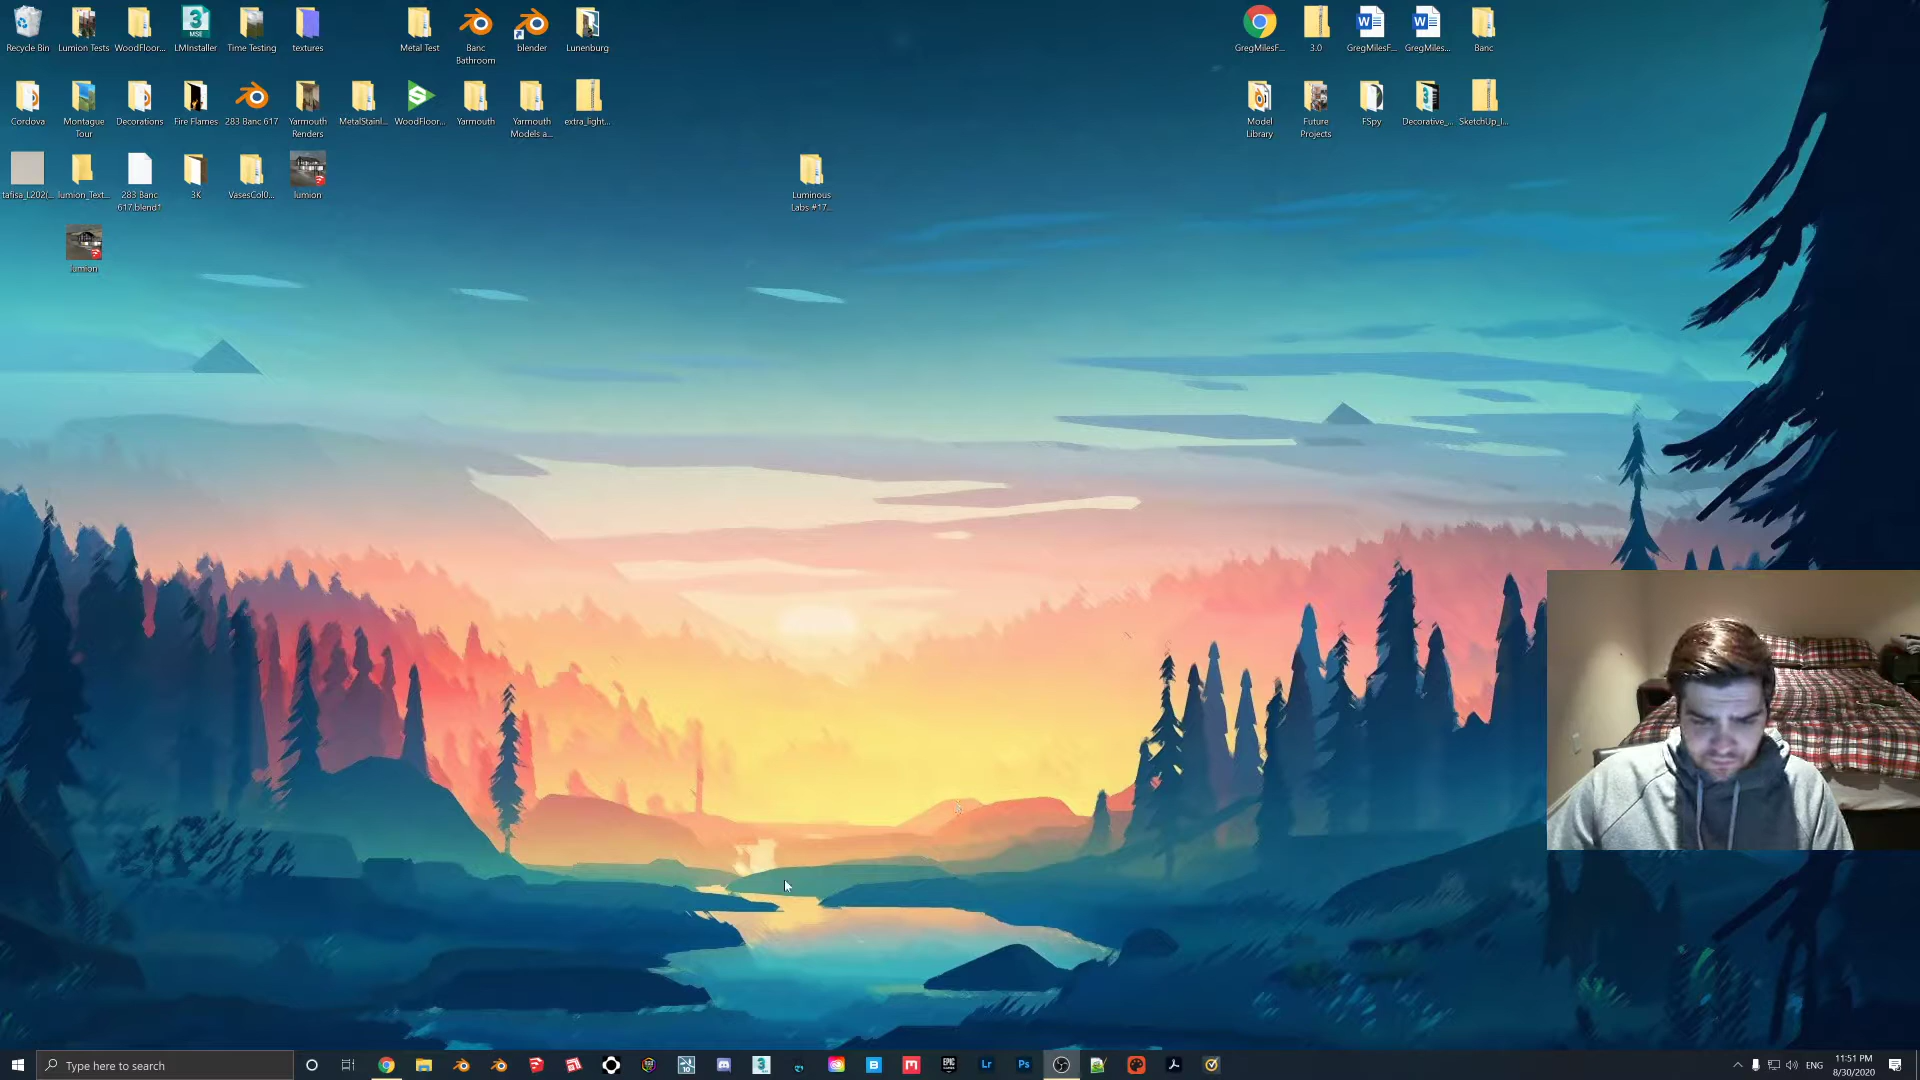 Recycle Bin
Lumion Tests
WoodFloor...
LMInstaller
Time Testing
textures
Metal Test
Banc
Bathroom
blender
Lunenburg
GregMilesF...
3.0
GregMilesF...
GregMiles...
Banc
Cordova
Montague
Tour
Decorations
Fire Flames
283 Banc 617
Yarmouth
Renders
MetalStainl...
WoodFloor...
Yarmouth
Yarmouth
Models a...
extra_light...
Model
Library
Future
Projects
FSpy
Decorative_...
SketchUp_I...
tafisa_L202(...
lumion_Text...
283 Banc
617.blend1
3K
VasesCol0...
lumion
Luminous
Labs #17...
lumion
Type here to search
ENG
11:51 PM
8/30/2020